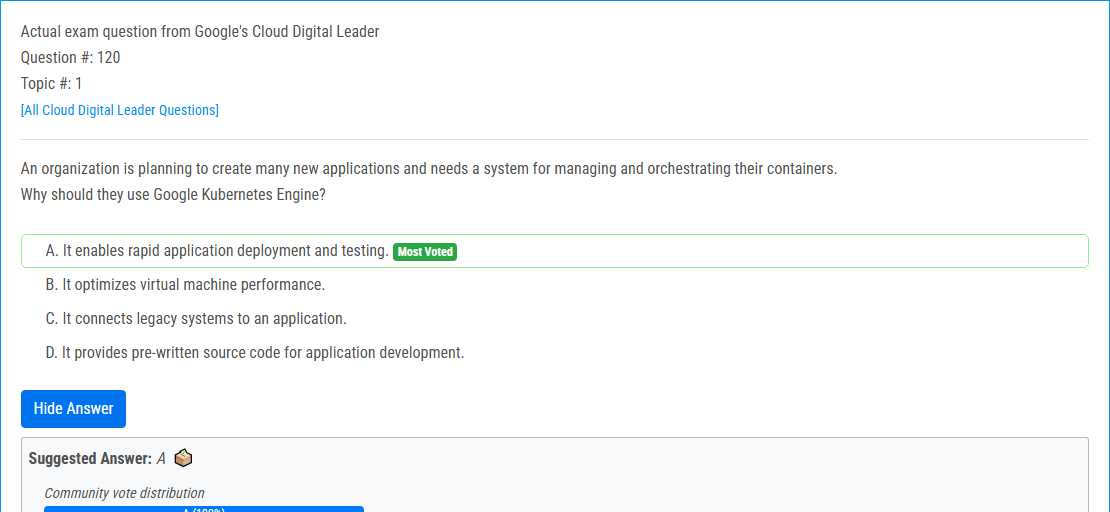 Actual exam question from Google's Cloud Digital Leader
Question #: 120
Topic #: 1
[All Cloud Digital Leader Questions]
An organization is planning to create many new applications and needs a system for managing and orchestrating their containers.
Why should they use Google Kubernetes Engine?
A. It enables rapid application deployment and testing. Most Voted
B. It optimizes virtual machine performance.
C. It connects legacy systems to an application.
D. It provides pre-written source code for application development.
Hide Answer
Suggested Answer: A
Community vote distribution
A (100%)